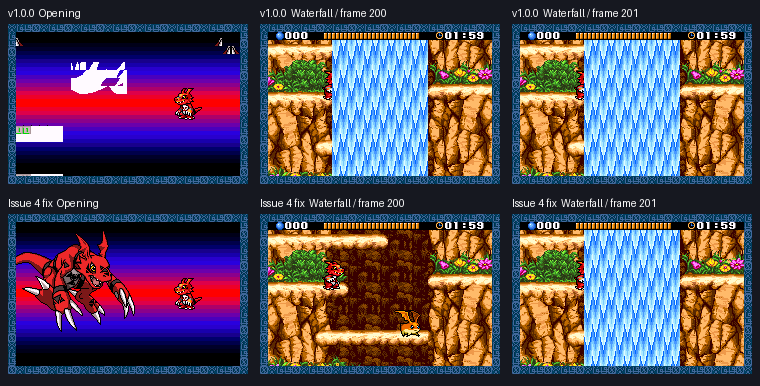 v1.0.0 Opening
v1.0.0 Waterfall / frame 200
v1.0.0 Waterfall / frame 201
000 01:59
000 01:59
Issue 4 fix Opening
Issue 4 fix Waterfall / frame 200
Issue 4 fix Waterfall / frame 201
000 01:59
000 01:59